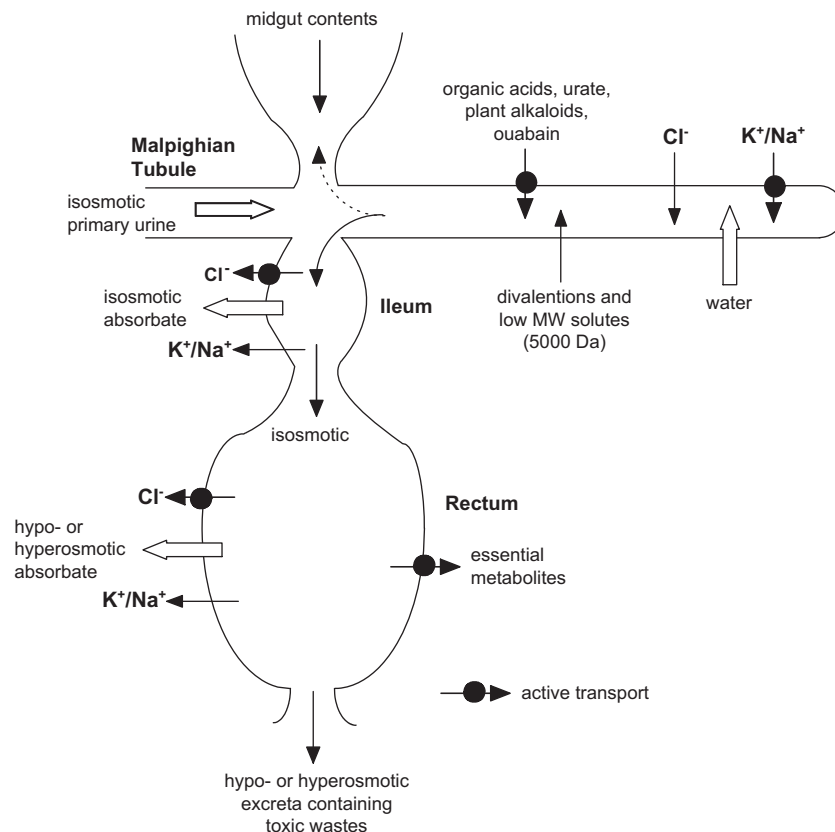 midgut contents
organic acids, urate,
plant alkaloids,
ouabain
Cl⁻
K⁺/Na⁺
Malpighian
Tubule
isosmotic
primary urine
Cl⁻
isosmotic
absorbate
Ileum
divalentions and
low MW solutes
(5000 Da)
water
K⁺/Na⁺
isosmotic
Cl⁻
Rectum
hypo- or
hyperosmotic
absorbate
essential
metabolites
K⁺/Na⁺
active transport
hypo- or hyperosmotic
excreta containing
toxic wastes